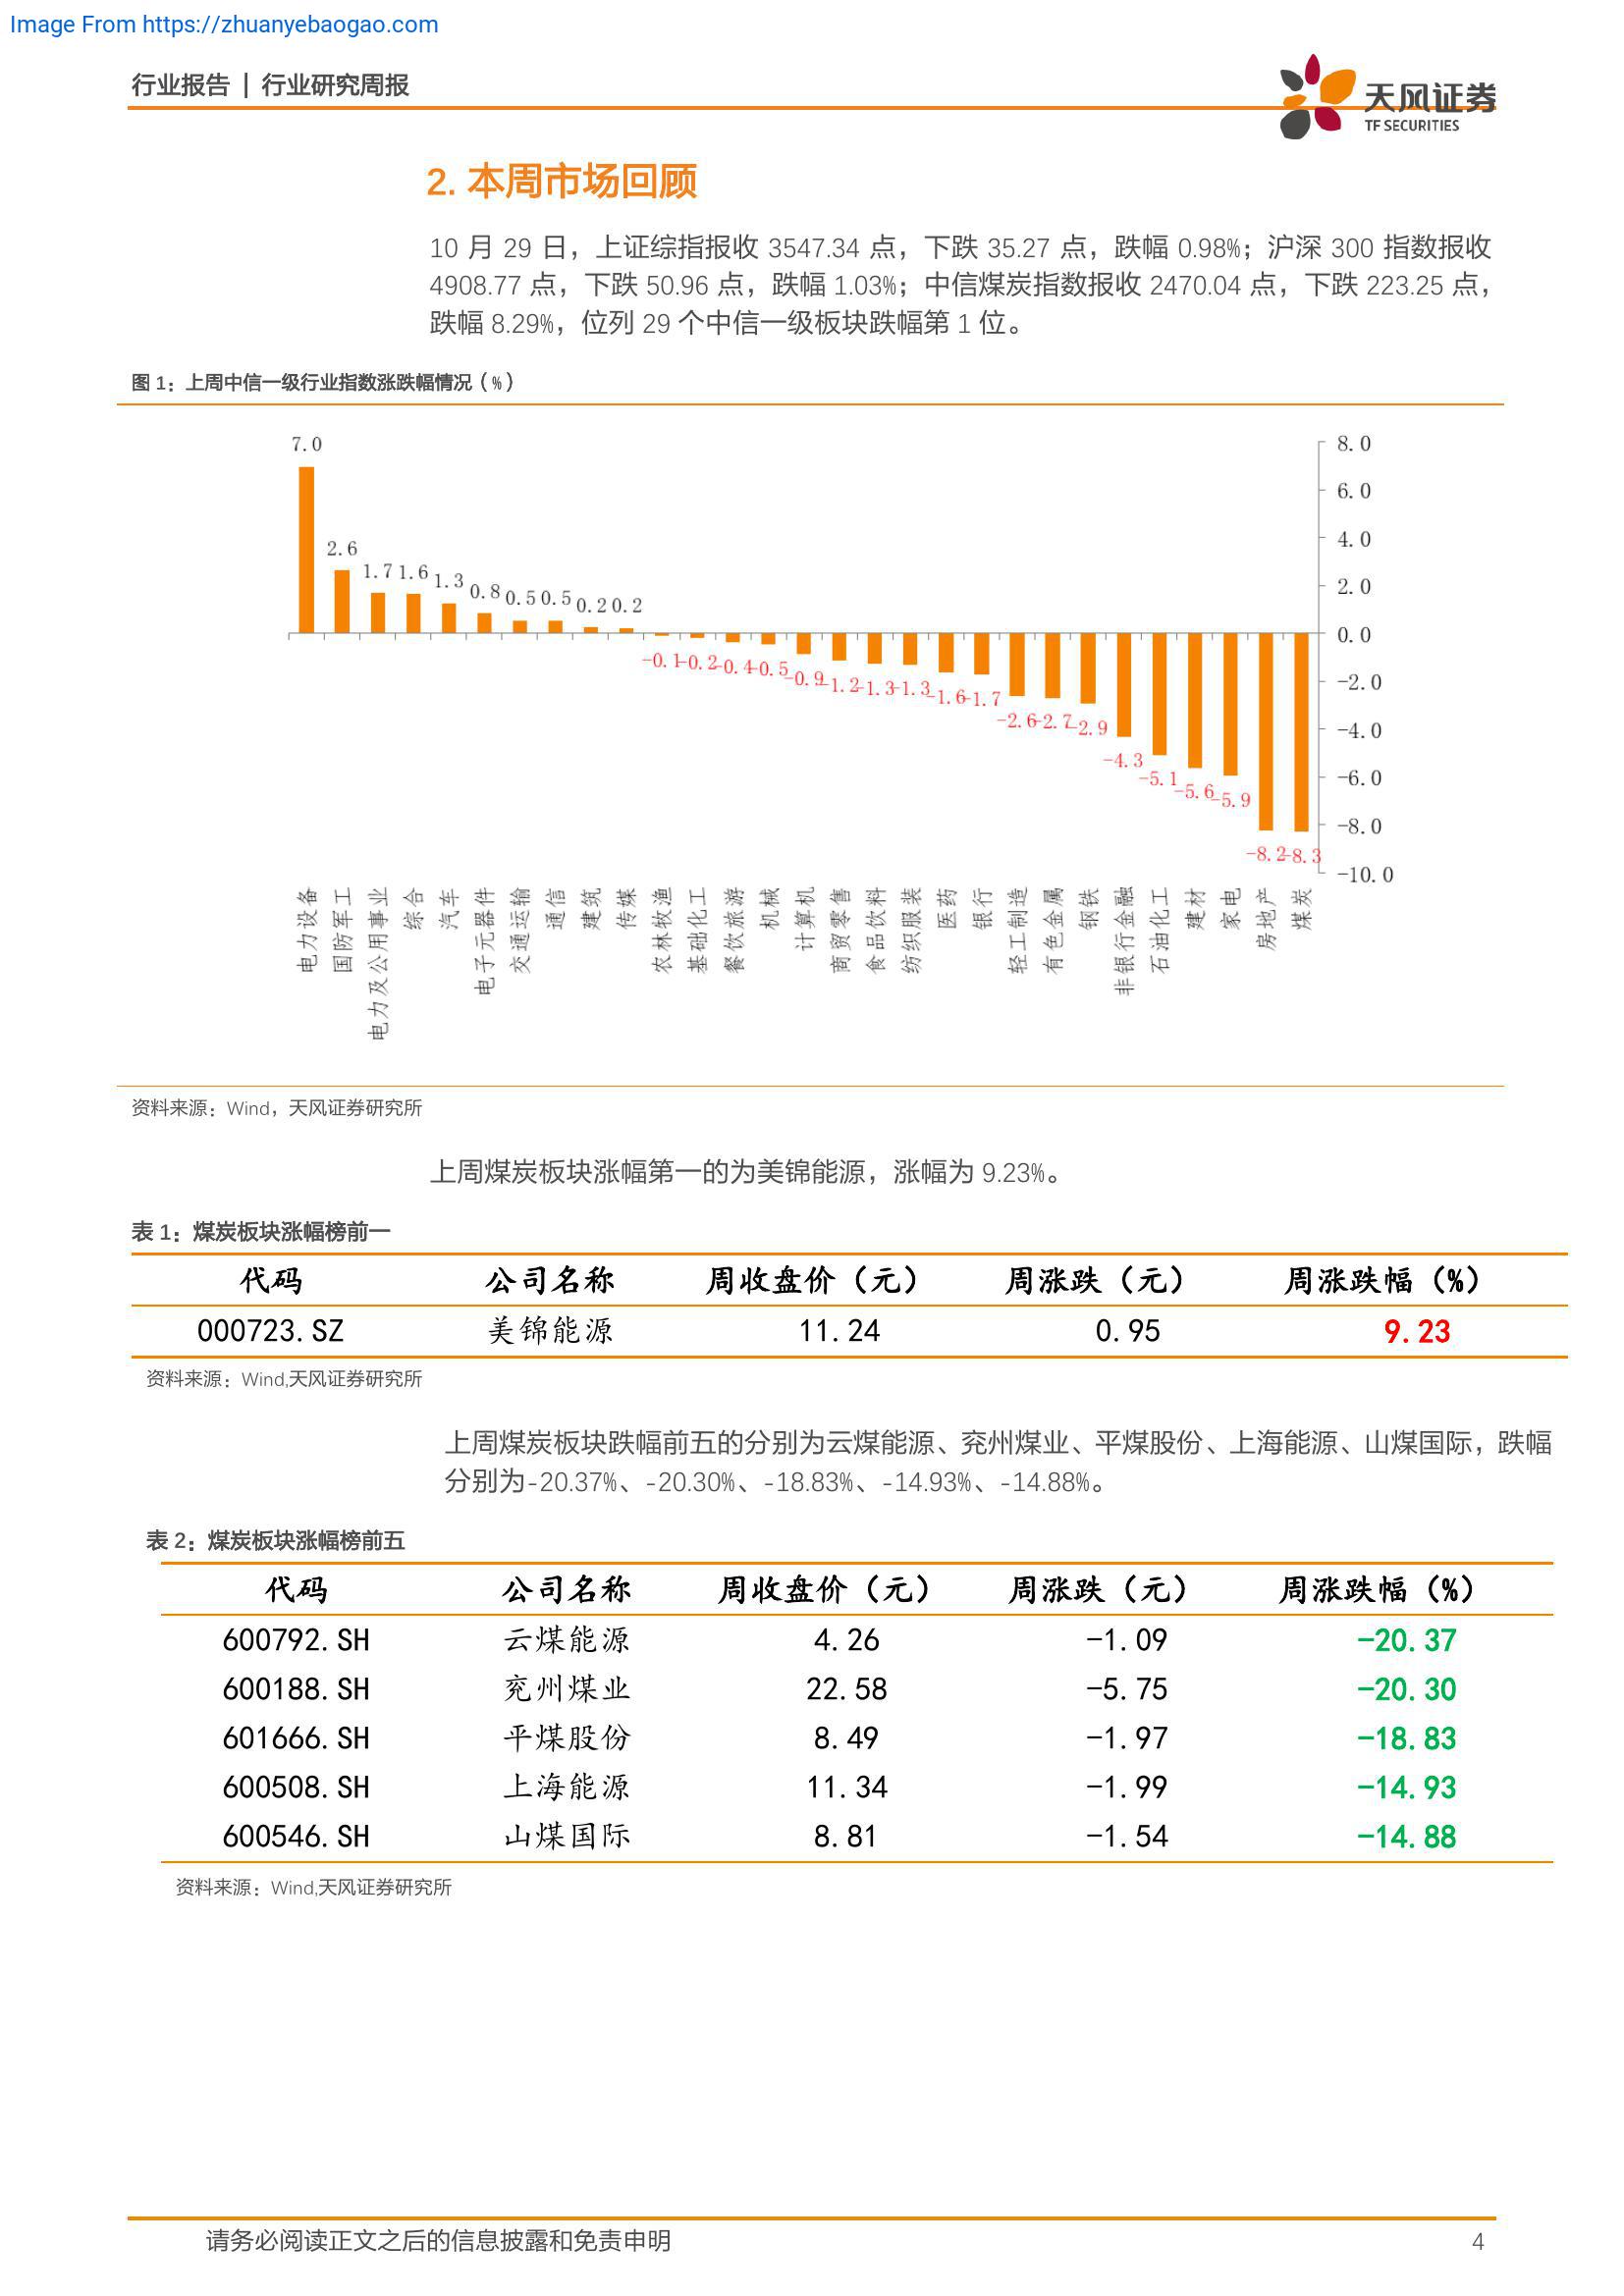 Image From https://zhuanyebaogao.com
行业报告 | 行业研究周报
天风证券
TF SECURITIES
2. 本周市场回顾
10 月 29 日，上证综指报收 3547.34 点，下跌 35.27 点，跌幅 0.98%；沪深 300 指数报收
4908.77 点，下跌 50.96 点，跌幅 1.03%；中信煤炭指数报收 2470.04 点，下跌 223.25 点，
跌幅 8.29%，位列 29 个中信一级板块跌幅第 1 位。
图 1：上周中信一级行业指数涨跌幅情况（%）
7.0 2.6 1.7 1.6 1.3 0.8 0.5 0.5 0.2 0.2 -0.1 -0.2 -0.4 -0.5 -0.9 -1.2 -1.3 -1.3 -1.6 -1.7 -2.6 -2.7 -2.9 -4.3 -5.1 -5.6 -5.9 -8.2 -8.3
8.0
6.0
4.0
2.0
0.0
-2.0
-4.0
-6.0
-8.0
-10.0
电力设备
国防军工
电力及公用事业
综合
汽车
电子元器件
交通运输
通信
建筑
传媒
农林牧渔
基础化工
餐饮旅游
机械
计算机
商贸零售
食品饮料
纺织服装
医药
银行
轻工制造
有色金属
钢铁
非银行金融
石油化工
建材
家电
房地产
煤炭
资料来源：Wind，天风证券研究所
上周煤炭板块涨幅第一的为美锦能源，涨幅为 9.23%。
表 1：煤炭板块涨幅榜前一
代码 公司名称 周收盘价（元） 周涨跌（元） 周涨跌幅（%）
000723.SZ 美锦能源 11.24 0.95 9.23
资料来源：Wind,天风证券研究所
上周煤炭板块跌幅前五的分别为云煤能源、兖州煤业、平煤股份、上海能源、山煤国际，跌幅
分别为-20.37%、-20.30%、-18.83%、-14.93%、-14.88%。
表 2：煤炭板块涨幅榜前五
代码 公司名称 周收盘价（元） 周涨跌（元） 周涨跌幅（%）
600792.SH 云煤能源 4.26 -1.09 -20.37
600188.SH 兖州煤业 22.58 -5.75 -20.30
601666.SH 平煤股份 8.49 -1.97 -18.83
600508.SH 上海能源 11.34 -1.99 -14.93
600546.SH 山煤国际 8.81 -1.54 -14.88
资料来源：Wind,天风证券研究所
请务必阅读正文之后的信息披露和免责申明 4